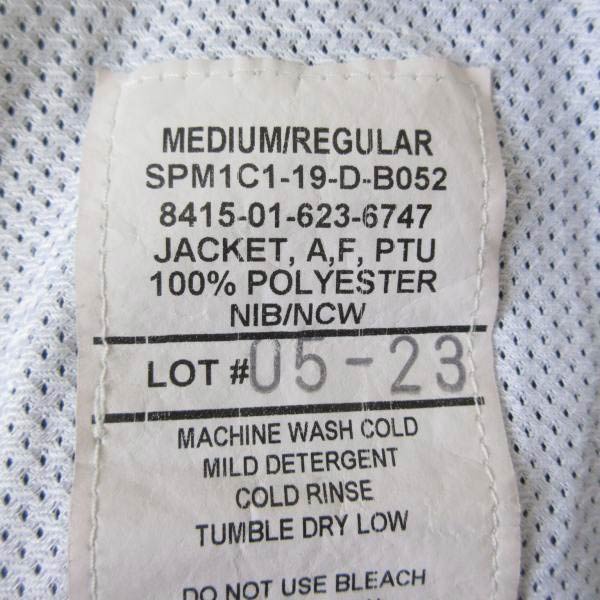 MEDIUM/REGULAR
SPM1C1-19-D-B052
8415-01-623-6747
JACKET, A,F, PTU
100% POLYESTER
NIB/NCW
LOT # 05-23
MACHINE WASH COLD
MILD DETERGENT
COLD RINSE
TUMBLE DRY LOW
DO NOT USE BLEACH